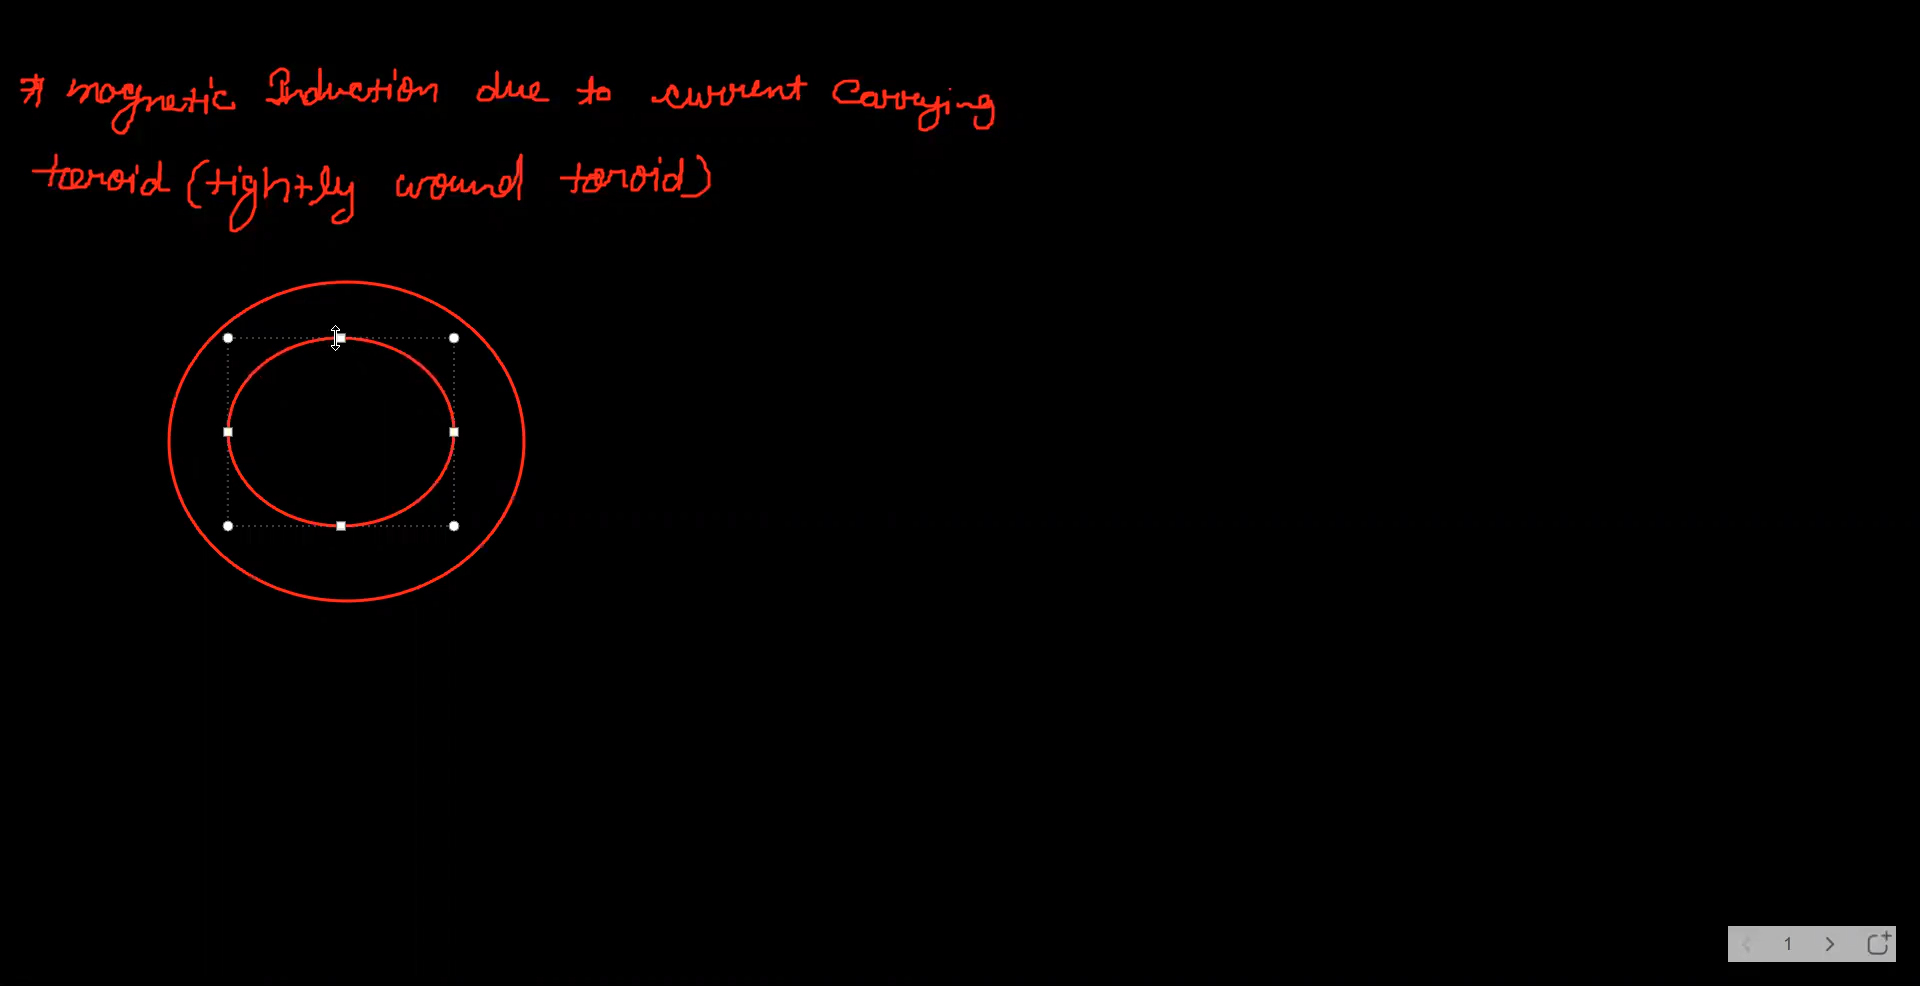 * magnetic Induction due to current Carrying
toroid (tightly wound toroid)
1